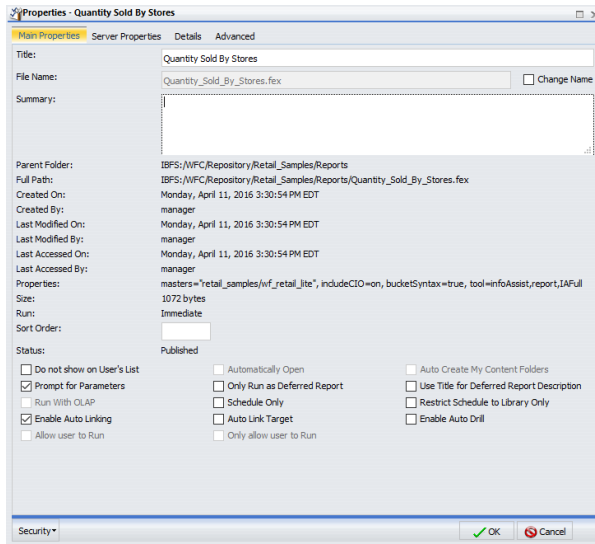 Properties - Quantity Sold By Stores
Main Properties Server Properties Details Advanced
Title: Quantity Sold By Stores
File Name: Quantity_Sold_By_Stores.fex Change Name
Summary:
Parent Folder: IBFS:/WFC/Repository/Retail_Samples/Reports
Full Path: IBFS:/WFC/Repository/Retail_Samples/Reports/Quantity_Sold_By_Stores.fex
Created On: Monday, April 11, 2016 3:30:54 PM EDT
Created By: manager
Last Modified On: Monday, April 11, 2016 3:30:54 PM EDT
Last Modified By: manager
Last Accessed On: Monday, April 11, 2016 3:30:54 PM EDT
Last Accessed By: manager
Properties: masters="retail_samples/wf_retail_lite", includeCIO=on, bucketSyntax=true, tool=infoAssist,report,IAFull
Size: 1072 bytes
Run: Immediate
Sort Order:
Status: Published
Do not show on User's List Automatically Open Auto Create My Content Folders
Prompt for Parameters Only Run as Deferred Report Use Title for Deferred Report Description
Run With OLAP Schedule Only Restrict Schedule to Library Only
Enable Auto Linking Auto Link Target Enable Auto Drill
Allow user to Run Only allow user to Run
Security OK Cancel